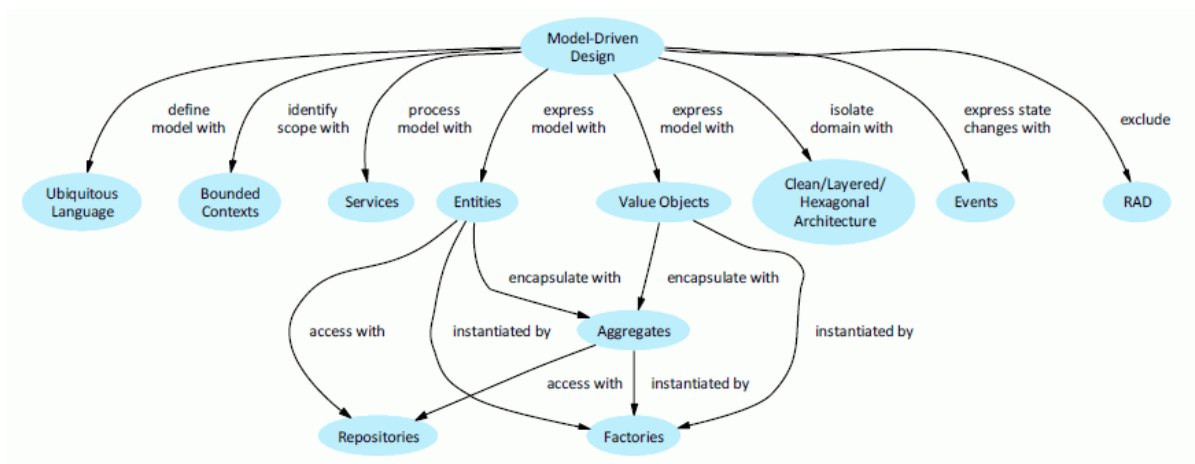 Model-Driven
Design
define
model with
identify
scope with
process
model with
express
model with
express
model with
isolate
domain with
express state
changes with
exclude
Ubiquitous
Language
Bounded
Contexts
Services
Entities
Value Objects
Clean/Layered/
Hexagonal
Architecture
Events
RAD
encapsulate with
encapsulate with
access with
instantiated by
Aggregates
instantiated by
access with
instantiated by
Repositories
Factories